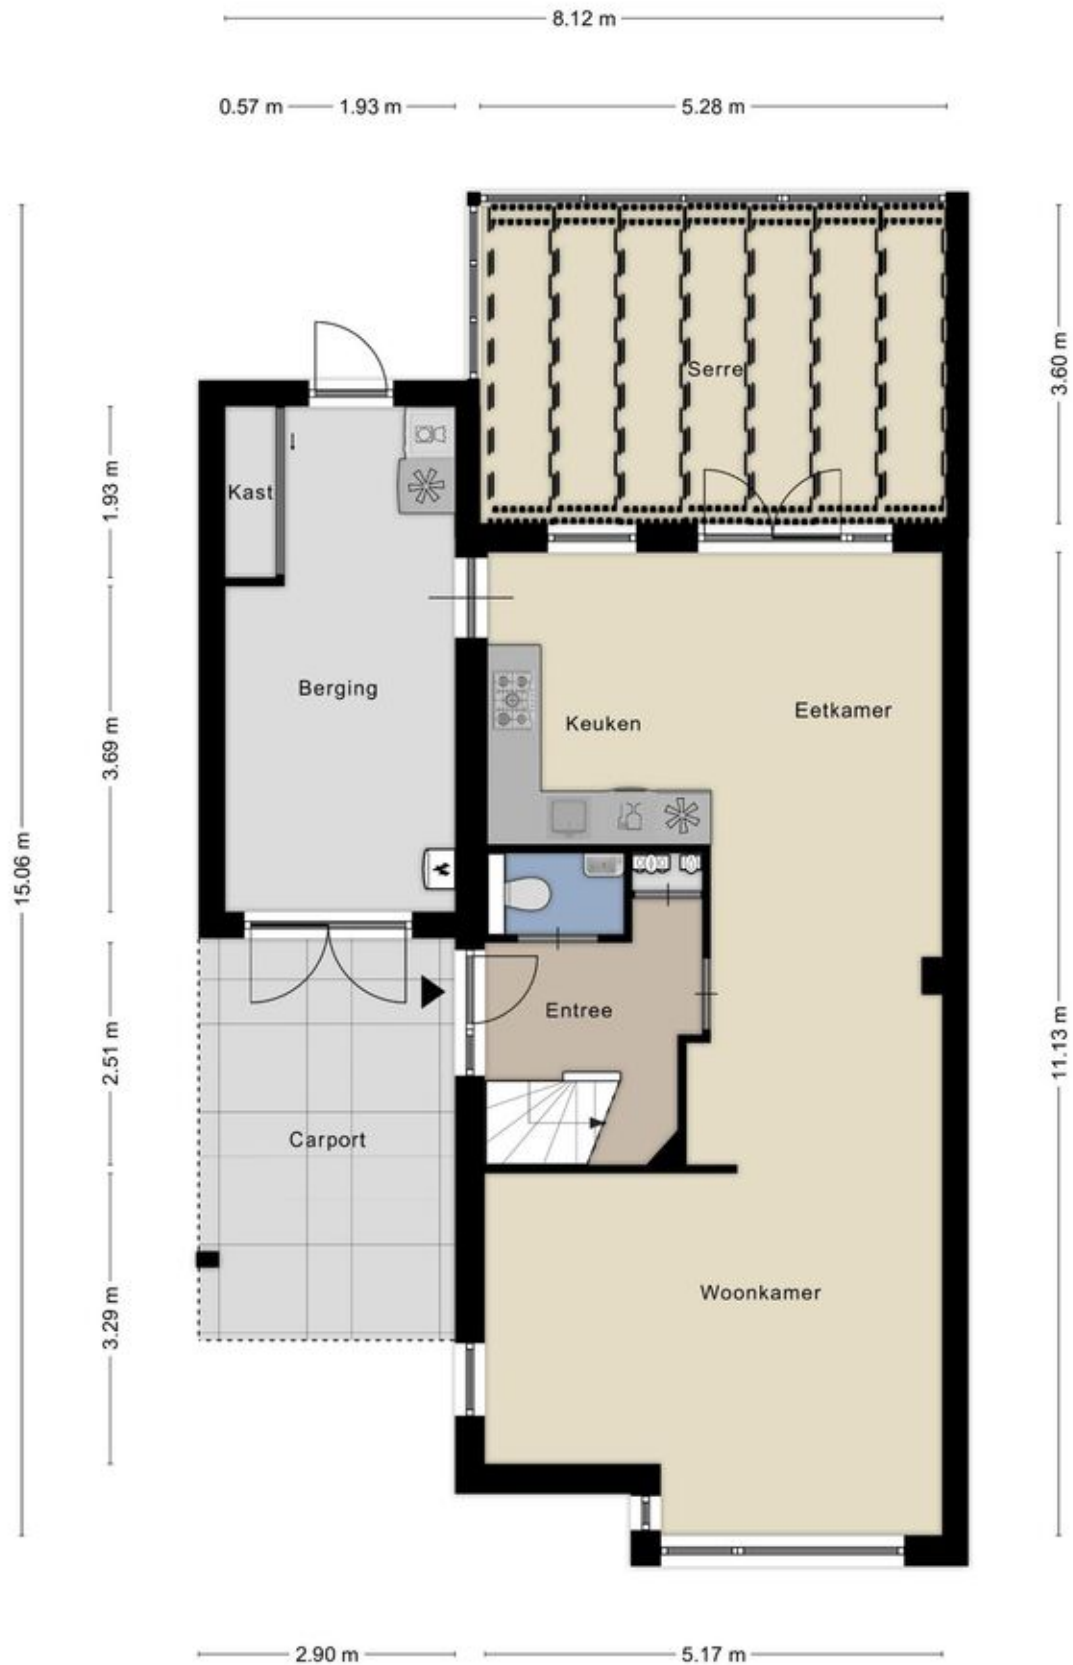 8.12 m
0.57 m
1.93 m
5.28 m
Serre
3.60 m
Kast
1.93 m
Berging
Keuken
Eetkamer
3.69 m
15.06 m
Entree
2.51 m
11.13 m
Carport
Woonkamer
3.29 m
2.90 m
5.17 m